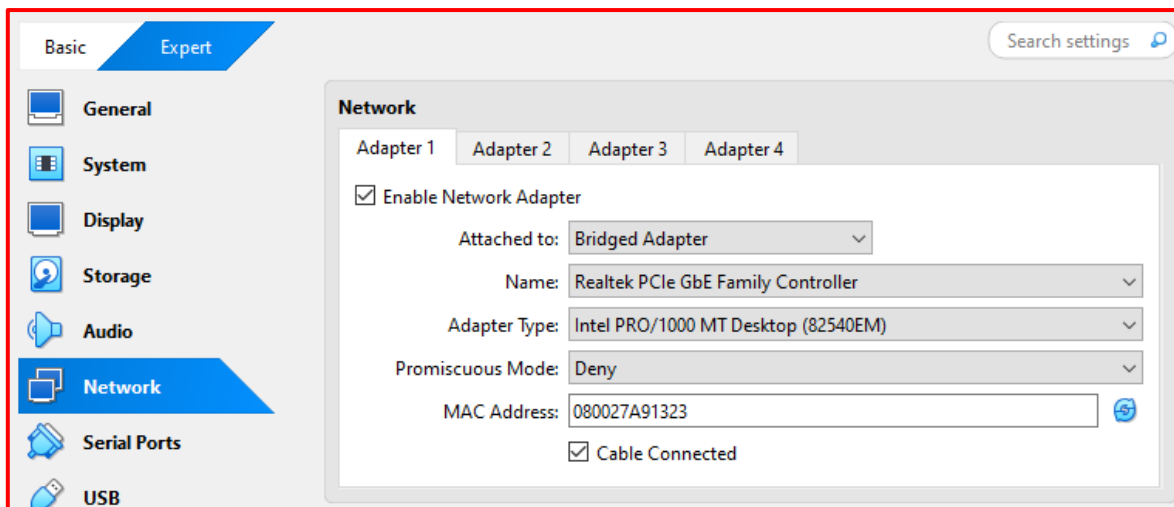 Basic
Expert
Search settings
General
System
Display
Storage
Audio
Network
Serial Ports
USB
Network
Adapter 1
Adapter 2
Adapter 3
Adapter 4
Enable Network Adapter
Attached to: Bridged Adapter
Name: Realtek PCIe GbE Family Controller
Adapter Type: Intel PRO/1000 MT Desktop (82540EM)
Promiscuous Mode: Deny
MAC Address: 080027A91323
Cable Connected